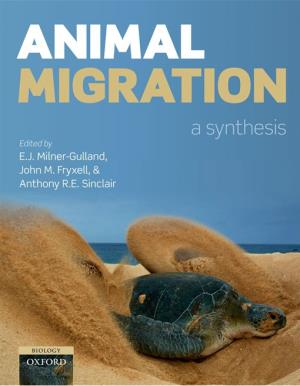 ANIMAL
MIGRATION
a synthesis
Edited by
E.J. Milner-Gulland,
John M. Fryxell, &
Anthony R.E. Sinclair
BIOLOGY
OXFORD